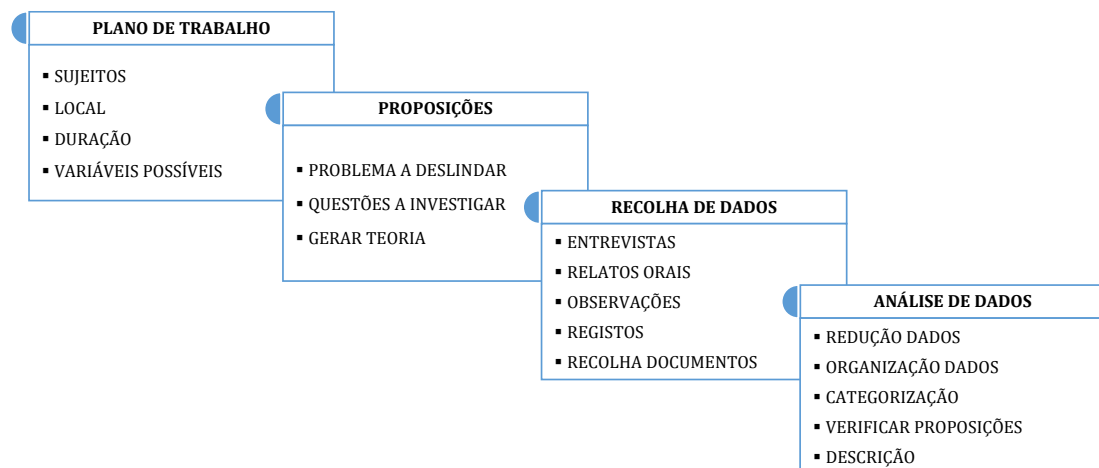 PLANO DE TRABALHO
▪ SUJEITOS
▪ LOCAL
▪ DURAÇÃO
▪ VARIÁVEIS POSSÍVEIS
PROPOSIÇÕES
▪ PROBLEMA A DESLINDAR
▪ QUESTÕES A INVESTIGAR
▪ GERAR TEORIA
RECOLHA DE DADOS
▪ ENTREVISTAS
▪ RELATOS ORAIS
▪ OBSERVAÇÕES
▪ REGISTOS
▪ RECOLHA DOCUMENTOS
ANÁLISE DE DADOS
▪ REDUÇÃO DADOS
▪ ORGANIZAÇÃO DADOS
▪ CATEGORIZAÇÃO
▪ VERIFICAR PROPOSIÇÕES
▪ DESCRIÇÃO